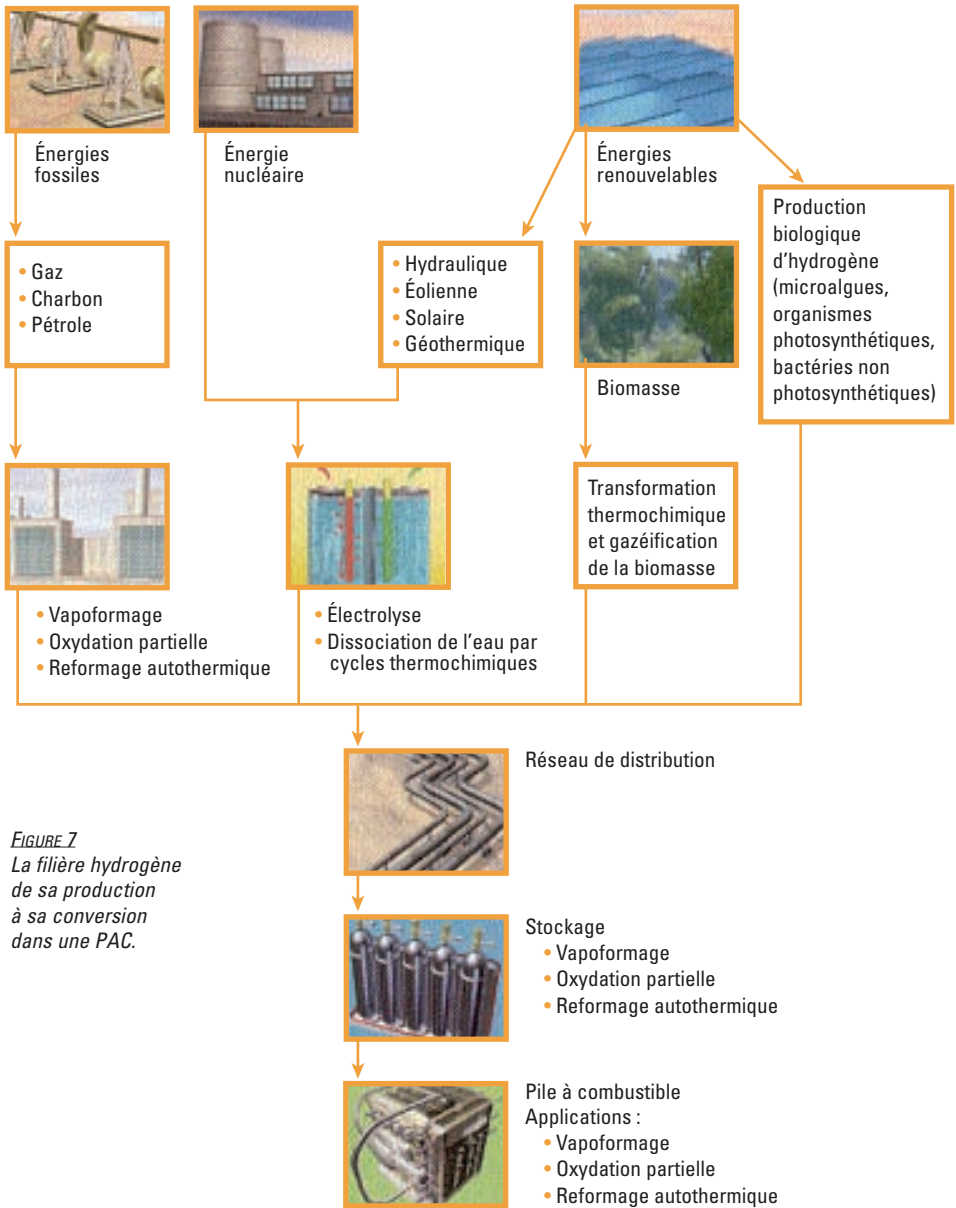 Énergies
fossiles
Énergie
nucléaire
Énergies
renouvelables
Production
biologique
d'hydrogène
(microalgues,
organismes
photosynthétiques,
bactéries non
photosynthétiques)
• Gaz
• Charbon
• Pétrole
• Hydraulique
• Éolienne
• Solaire
• Géothermique
Biomasse
Transformation
thermochimique
et gazéification
de la biomasse
• Vapoformage
• Oxydation partielle
• Reformage autothermique
• Électrolyse
• Dissociation de l'eau par
cycles thermochimiques
Réseau de distribution
FIGURE 7
La filière hydrogène
de sa production
à sa conversion
dans une PAC.
Stockage
• Vapoformage
• Oxydation partielle
• Reformage autothermique
Pile à combustible
Applications :
• Vapoformage
• Oxydation partielle
• Reformage autothermique